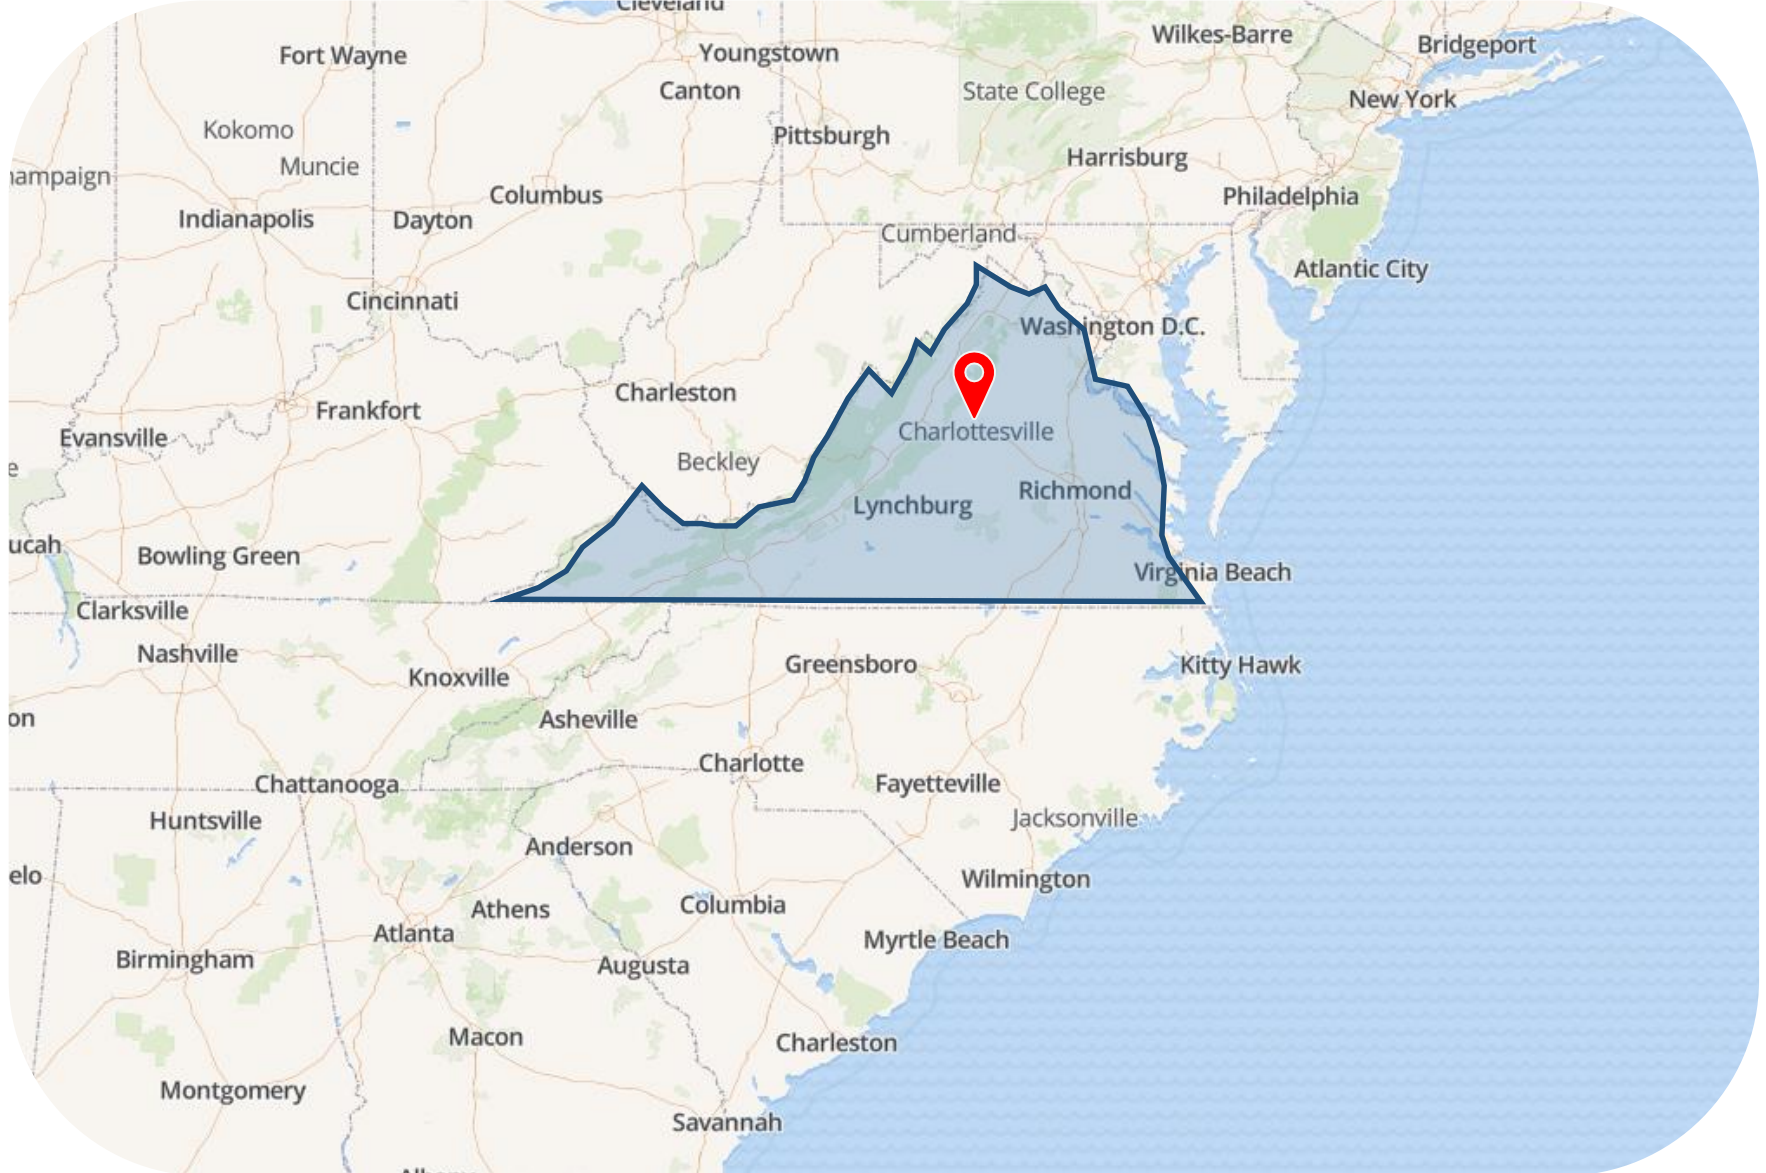 Cleveland
Wilkes-Barre
Bridgeport
Fort Wayne
Youngstown
Canton
State College
New York
Kokomo
Pittsburgh
Muncie
Harrisburg
hampaign
Columbus
Philadelphia
Indianapolis
Dayton
Cumberland
Atlantic City
Cincinnati
Washington D.C.
Charleston
Frankfort
Evansville
Charlottesville
Beckley
e
Richmond
Lynchburg
ucah
Bowling Green
Virginia Beach
Clarksville
Nashville
Greensboro
Kitty Hawk
Knoxville
on
Asheville
Charlotte
Chattanooga
Fayetteville
Huntsville
Jacksonville
Anderson
elo
Wilmington
Columbia
Athens
Atlanta
Myrtle Beach
Birmingham
Augusta
Macon
Charleston
Montgomery
Savannah